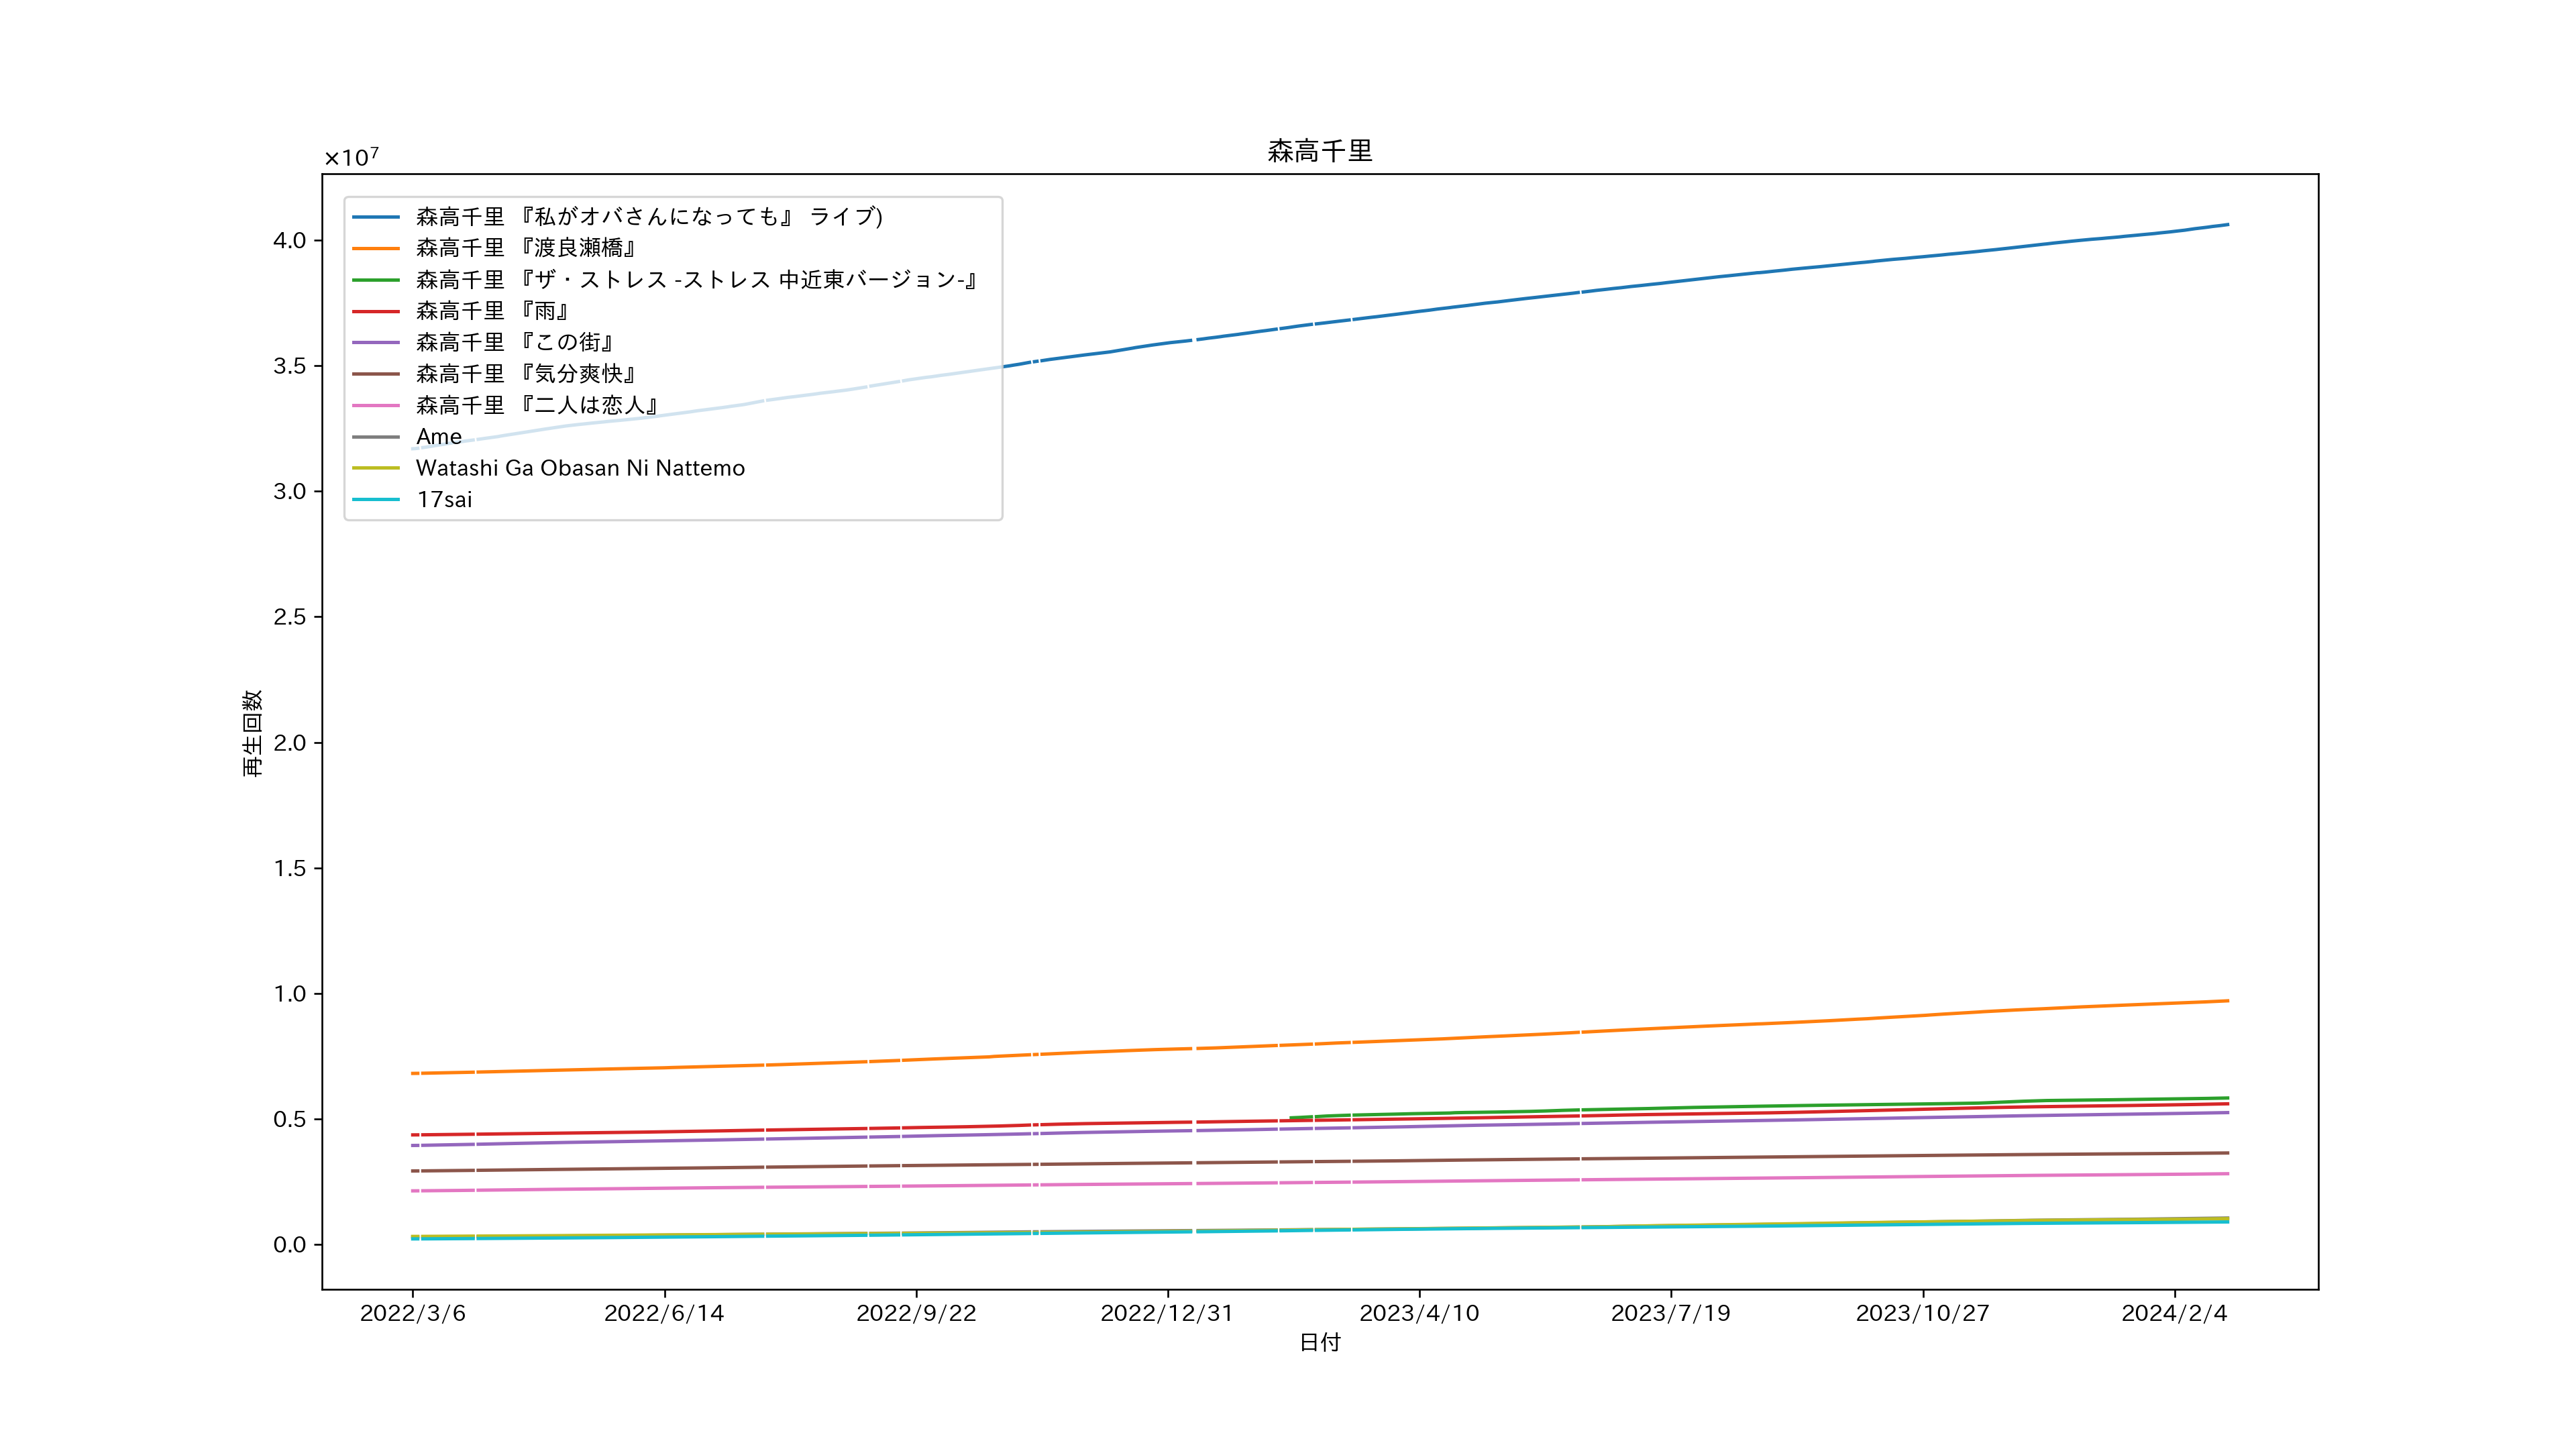 森高千里
×10⁷
森高千里 『私がオバさんになっても』 ライブ)
森高千里 『渡良瀬橋』
森高千里 『ザ・ストレス -ストレス 中近東バージョン-』
森高千里 『雨』
森高千里 『この街』
森高千里 『気分爽快』
森高千里 『二人は恋人』
Ame
Watashi Ga Obasan Ni Nattemo
17sai
4.0
3.5
3.0
2.5
2.0
1.5
1.0
0.5
0.0
再生回数
2022/3/6 2022/6/14 2022/9/22 2022/12/31 2023/4/10 2023/7/19 2023/10/27 2024/2/4
日付